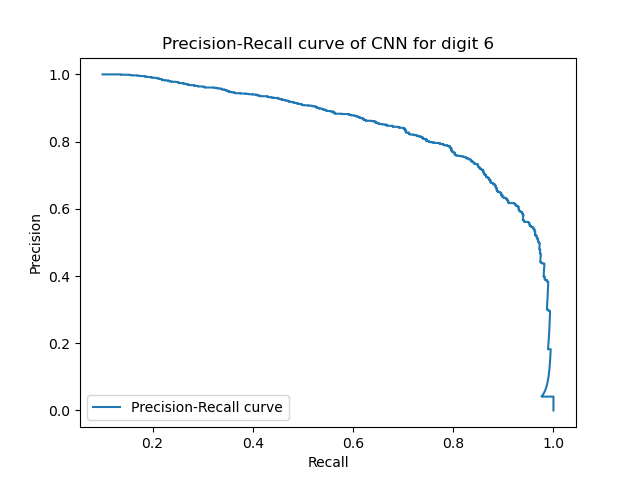 Precision-Recall curve of CNN for digit 6
1.0
0.8
0.6
0.4
0.2
0.0
Precision
Precision-Recall curve
0.2 0.4 0.6 0.8 1.0
Recall